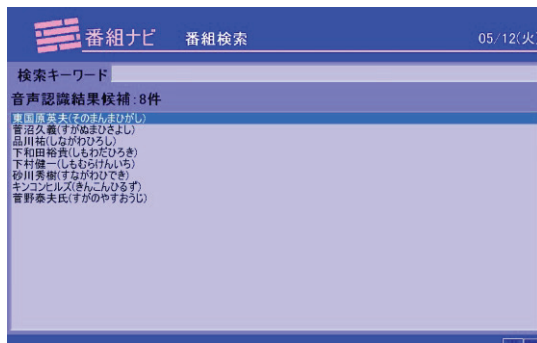 番組ナビ 番組検索 05/12(火)
検索キーワード
音声認識結果候補:8件
東国原英夫(そのまんまひがし)
菅沼久義(すがぬまひさよし)
品川祐(しながわひろし)
下和田裕貴(しもわだひろき)
下村健一(しもむらけんいち)
砂川秀樹(すながわひでき)
キンコンヒルズ(きんこんひるず)
菅野泰夫氏(すがのやすおうじ)